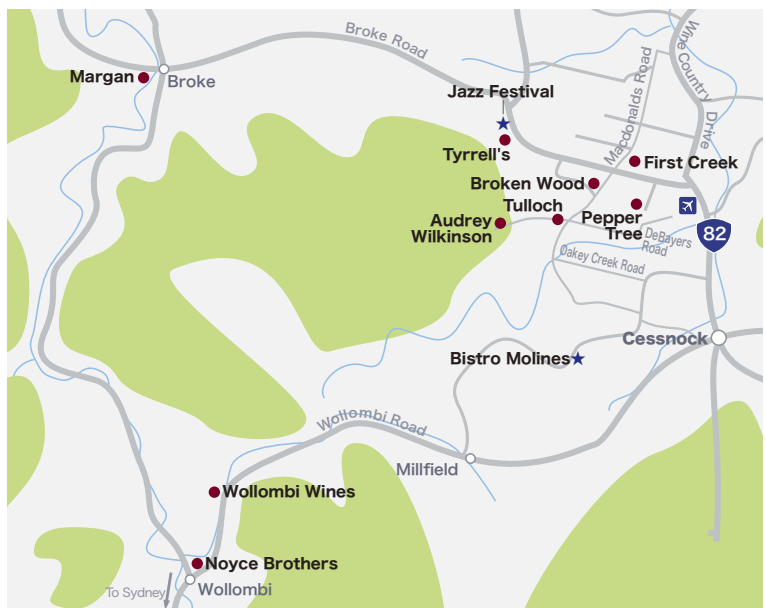 Broke Road
Wine Country Drive
Margan
Broke
Jazz Festival
Macdonalds Road
Tyrrell's
First Creek
Broken Wood
Tulloch
Audrey
Wilkinson
Pepper
Tree
DeBayers
Road
82
Oakey Creek Road
Cessnock
Bistro Molines
Wollombi Road
Millfield
Wollombi Wines
Noyce Brothers
Wollombi
To Sydney